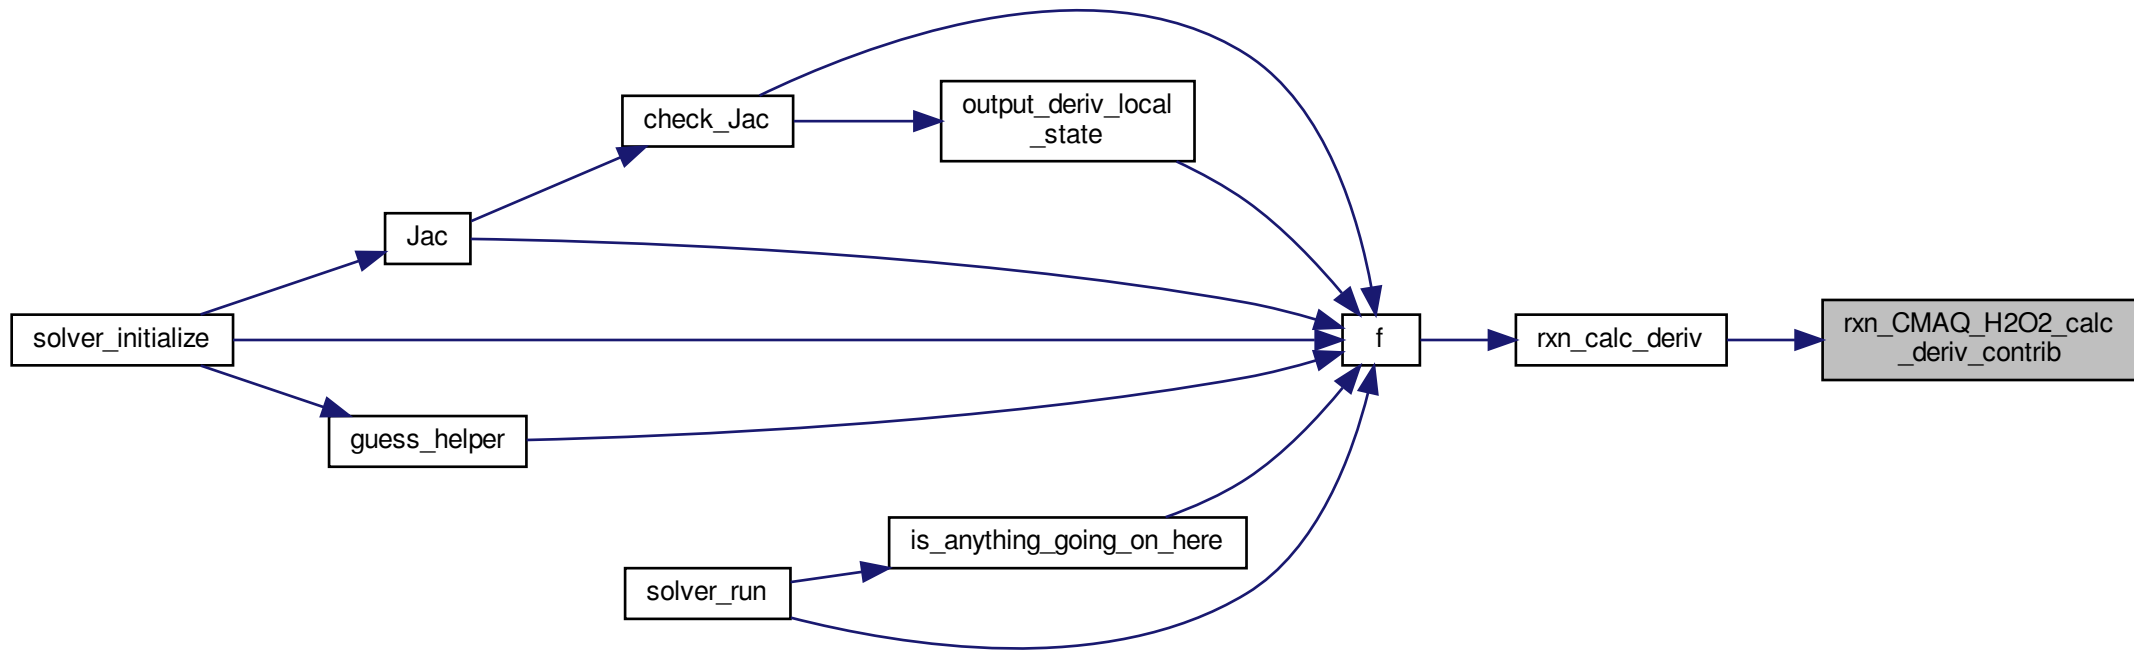 check_Jac
output_deriv_local
_state
Jac
solver_initialize
f
rxn_calc_deriv
rxn_CMAQ_H2O2_calc
_deriv_contrib
guess_helper
is_anything_going_on_here
solver_run